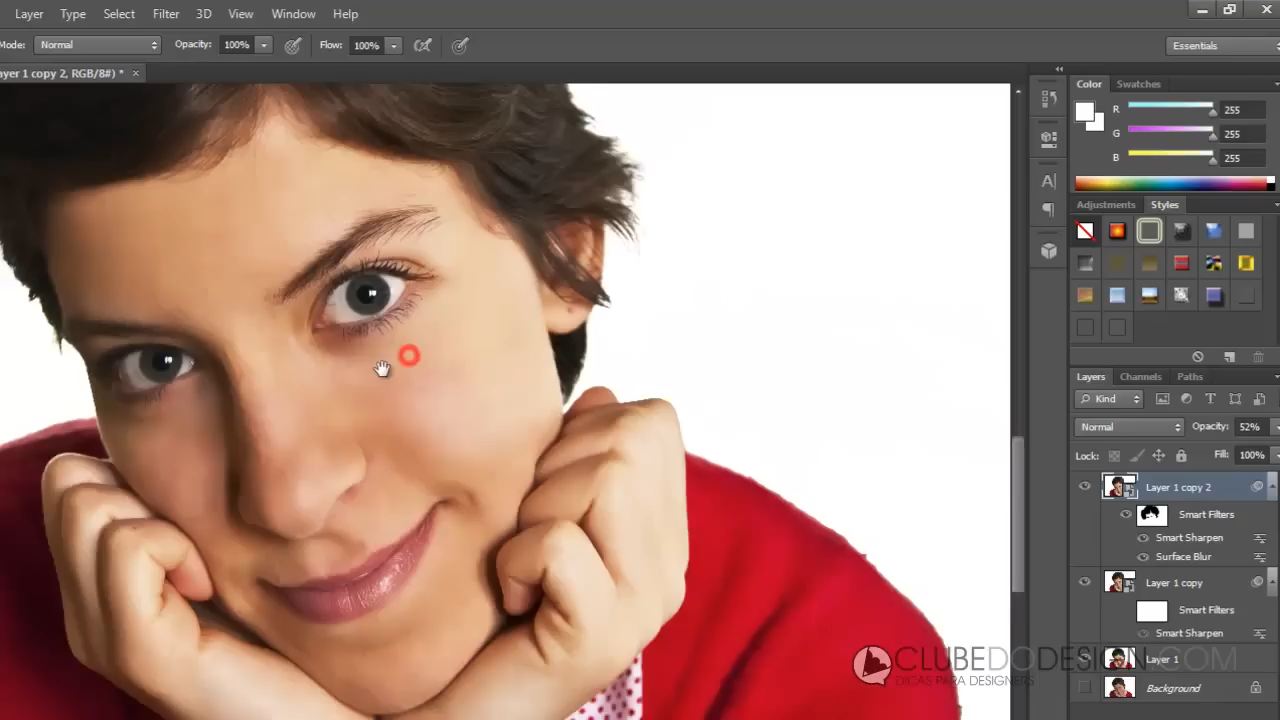 Layer Type Select Filter 3D View Window Help
Mode: Normal Opacity: 100% Flow: 100% Essentials
ayer 1 copy 2, RGB/8#) * ×
Color Swatches
R 255
G 255
B 255
Adjustments Styles
Layers Channels Paths
Kind
Normal Opacity: 52%
Lock: Fill: 100%
Layer 1 copy 2
Smart Filters
Smart Sharpen
Surface Blur
Layer 1 copy
Smart Filters
Smart Sharpen
Layer 1
Background
CLUBEDODESIGN.COM
DICAS PARA DESIGNERS